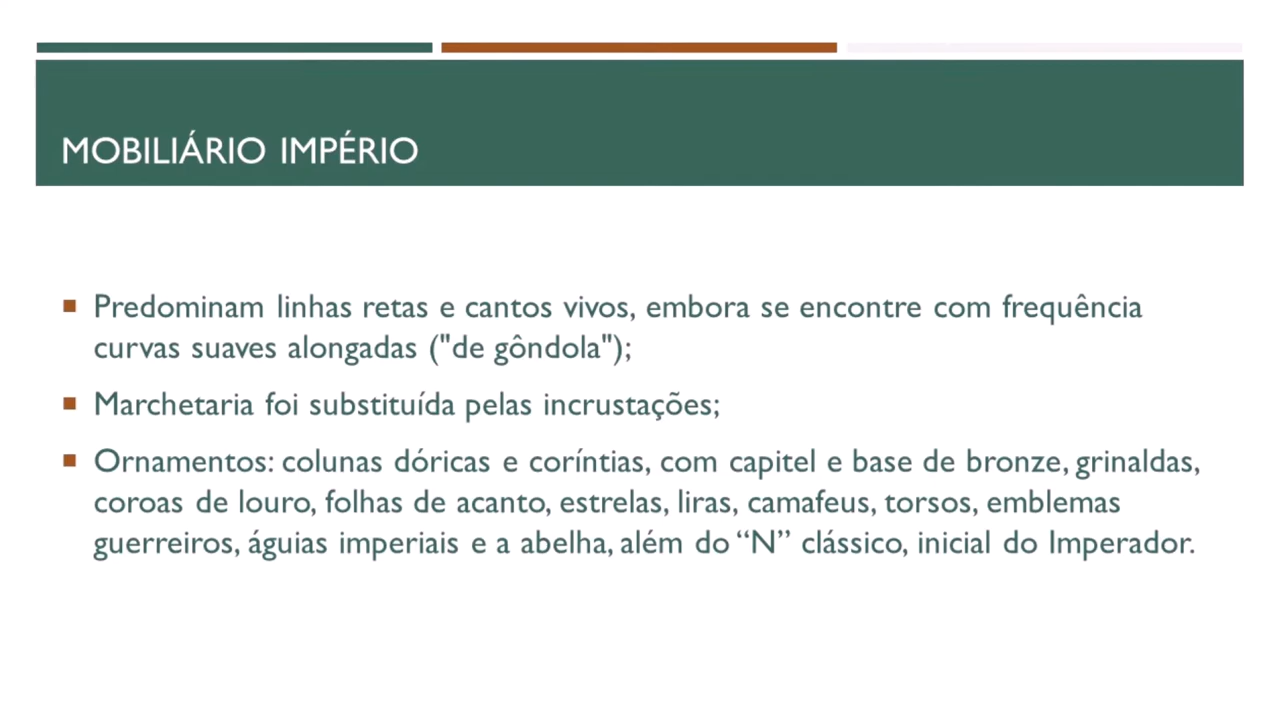 MOBILIÁRIO IMPÉRIO
Predominam linhas retas e cantos vivos, embora se encontre com frequência
curvas suaves alongadas ("de gôndola");
Marchetaria foi substituída pelas incrustações;
Ornamentos: colunas dóricas e coríntias, com capitel e base de bronze, grinaldas,
coroas de louro, folhas de acanto, estrelas, liras, camafeus, torsos, emblemas
guerreiros, águias imperiais e a abelha, além do “N” clássico, inicial do Imperador.